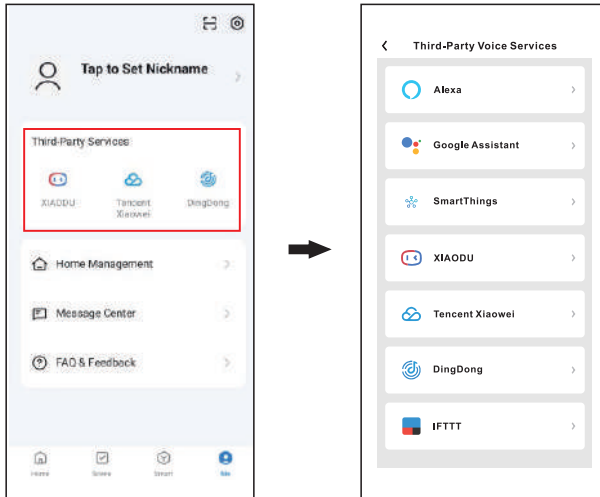 Tap to Set Nickname
Third-Party Services
XIAODU
Tencent
Xiaowei
DingDong
Home Management
Message Center
FAQ & Feedback
Home
Scene
Smart
Me
Third-Party Voice Services
Alexa
Google Assistant
SmartThings
XIAODU
Tencent Xiaowei
DingDong
IFTTT